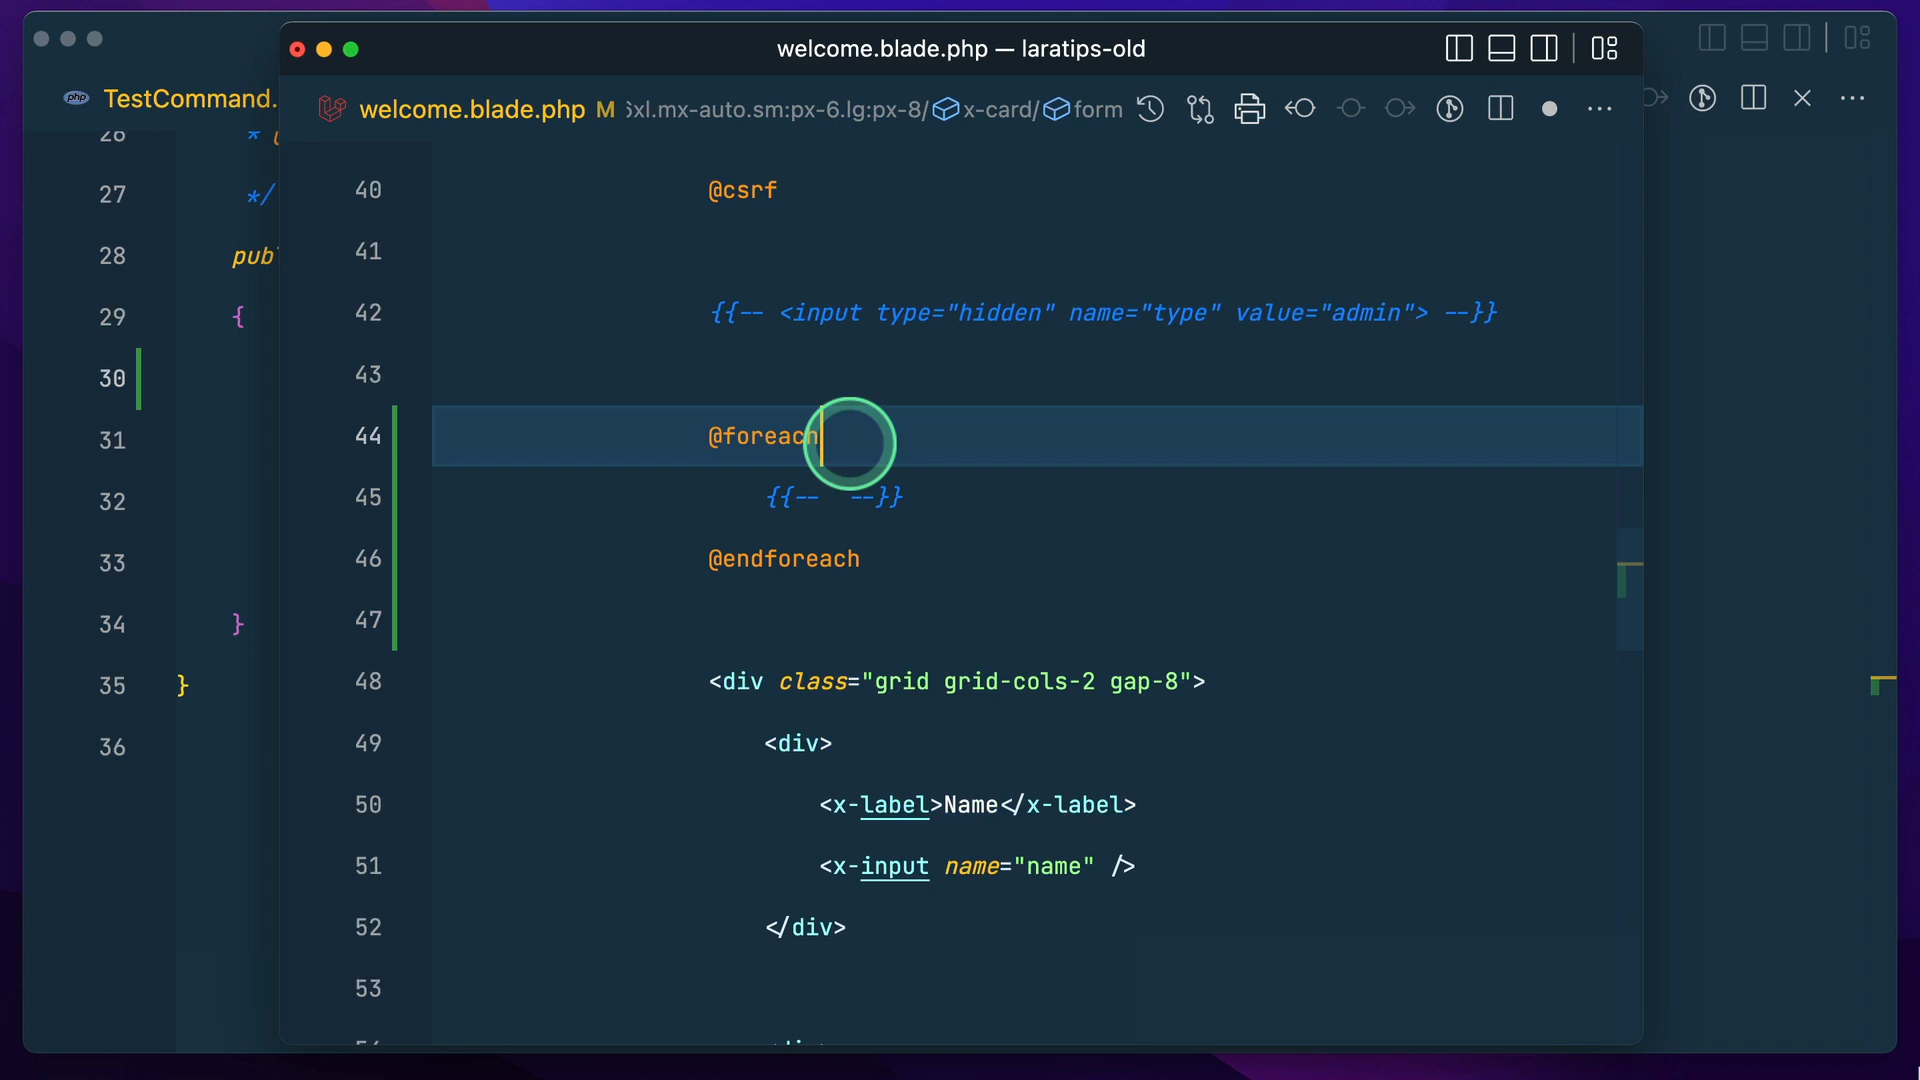 welcome.blade.php — laratips-old
php TestCommand.
welcome.blade.php M xl.mx-auto.sm:px-6.lg:px-8/ x-card/ form
26 *
27 */
28 publ
29 {
30
31
32
33
34 }
35 }
36
40 @csrf
41
42 {{-- <input type="hidden" name="type" value="admin"> --}}
43
44 @foreach
45 {{-- --}}
46 @endforeach
47
48 <div class="grid grid-cols-2 gap-8">
49 <div>
50 <x-label>Name</x-label>
51 <x-input name="name" />
52 </div>
53